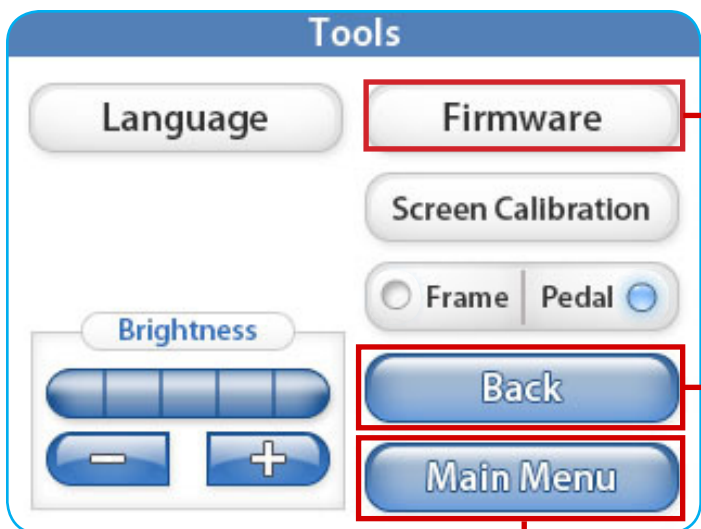 Tools
Language
Firmware
Screen Calibration
Frame Pedal
Brightness
Back
Main Menu